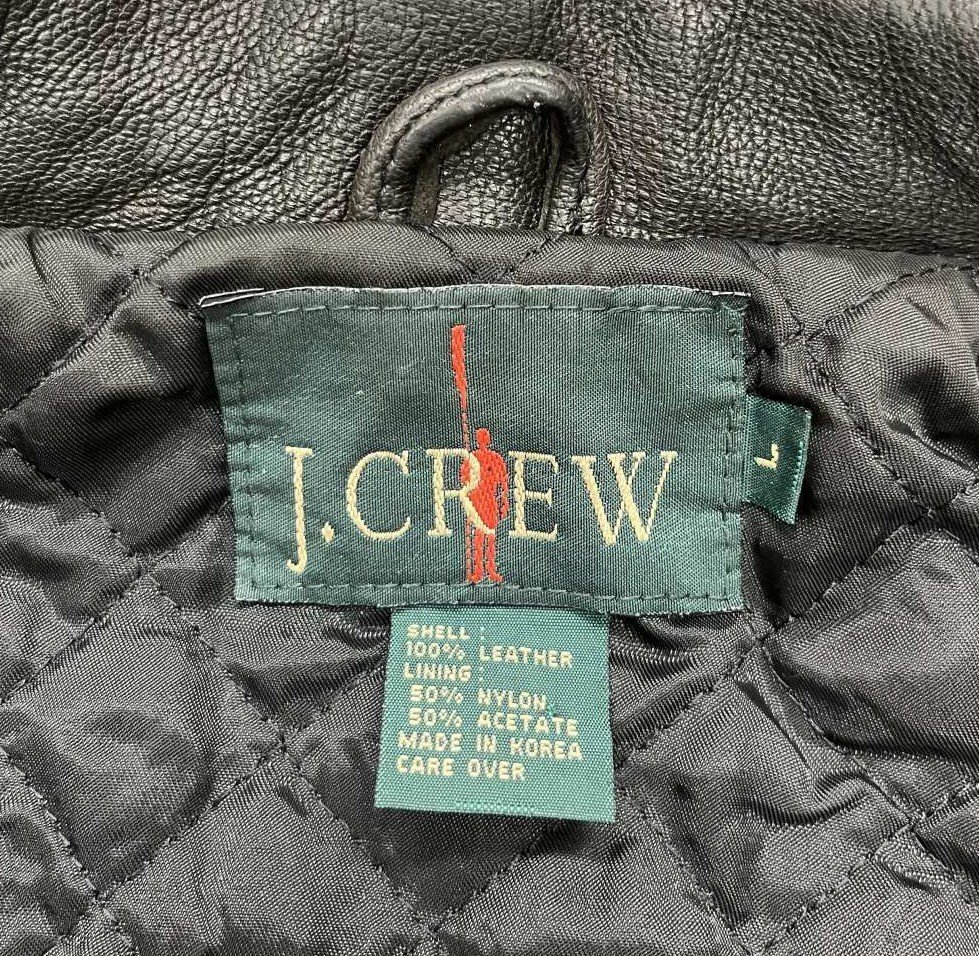 J.CREW
L
SHELL :
100% LEATHER
LINING :
50% NYLON
50% ACETATE
MADE IN KOREA
CARE OVER